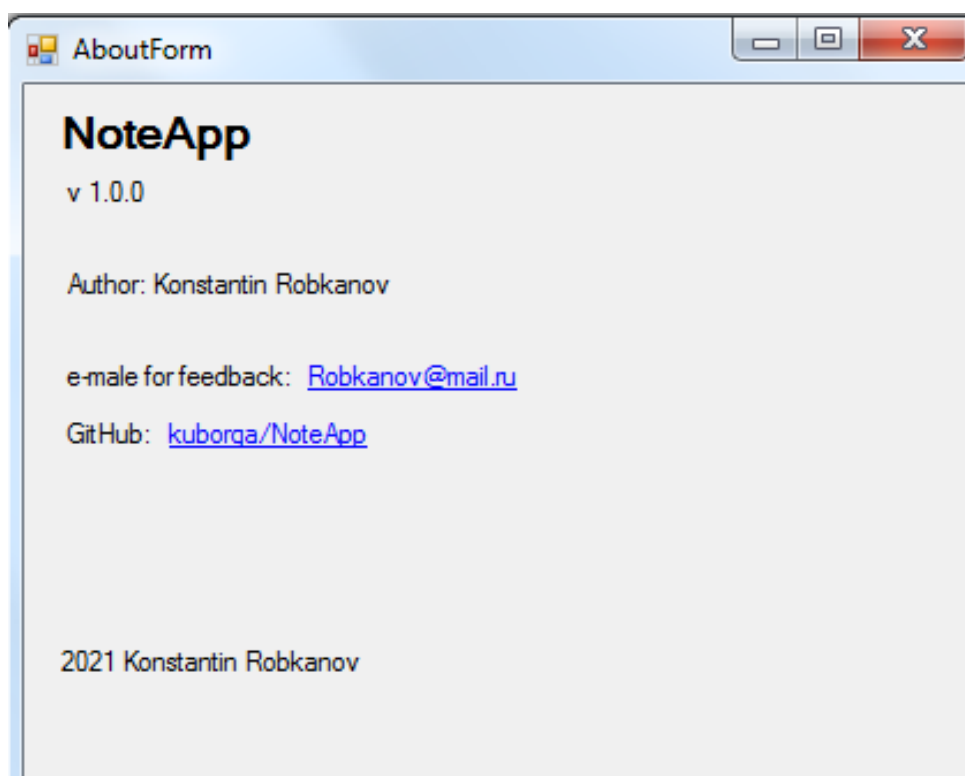 AboutForm
NoteApp
v 1.0.0
Author: Konstantin Robkanov
e-male for feedback: Robkanov@mail.ru
GitHub: kuborga/NoteApp
2021 Konstantin Robkanov